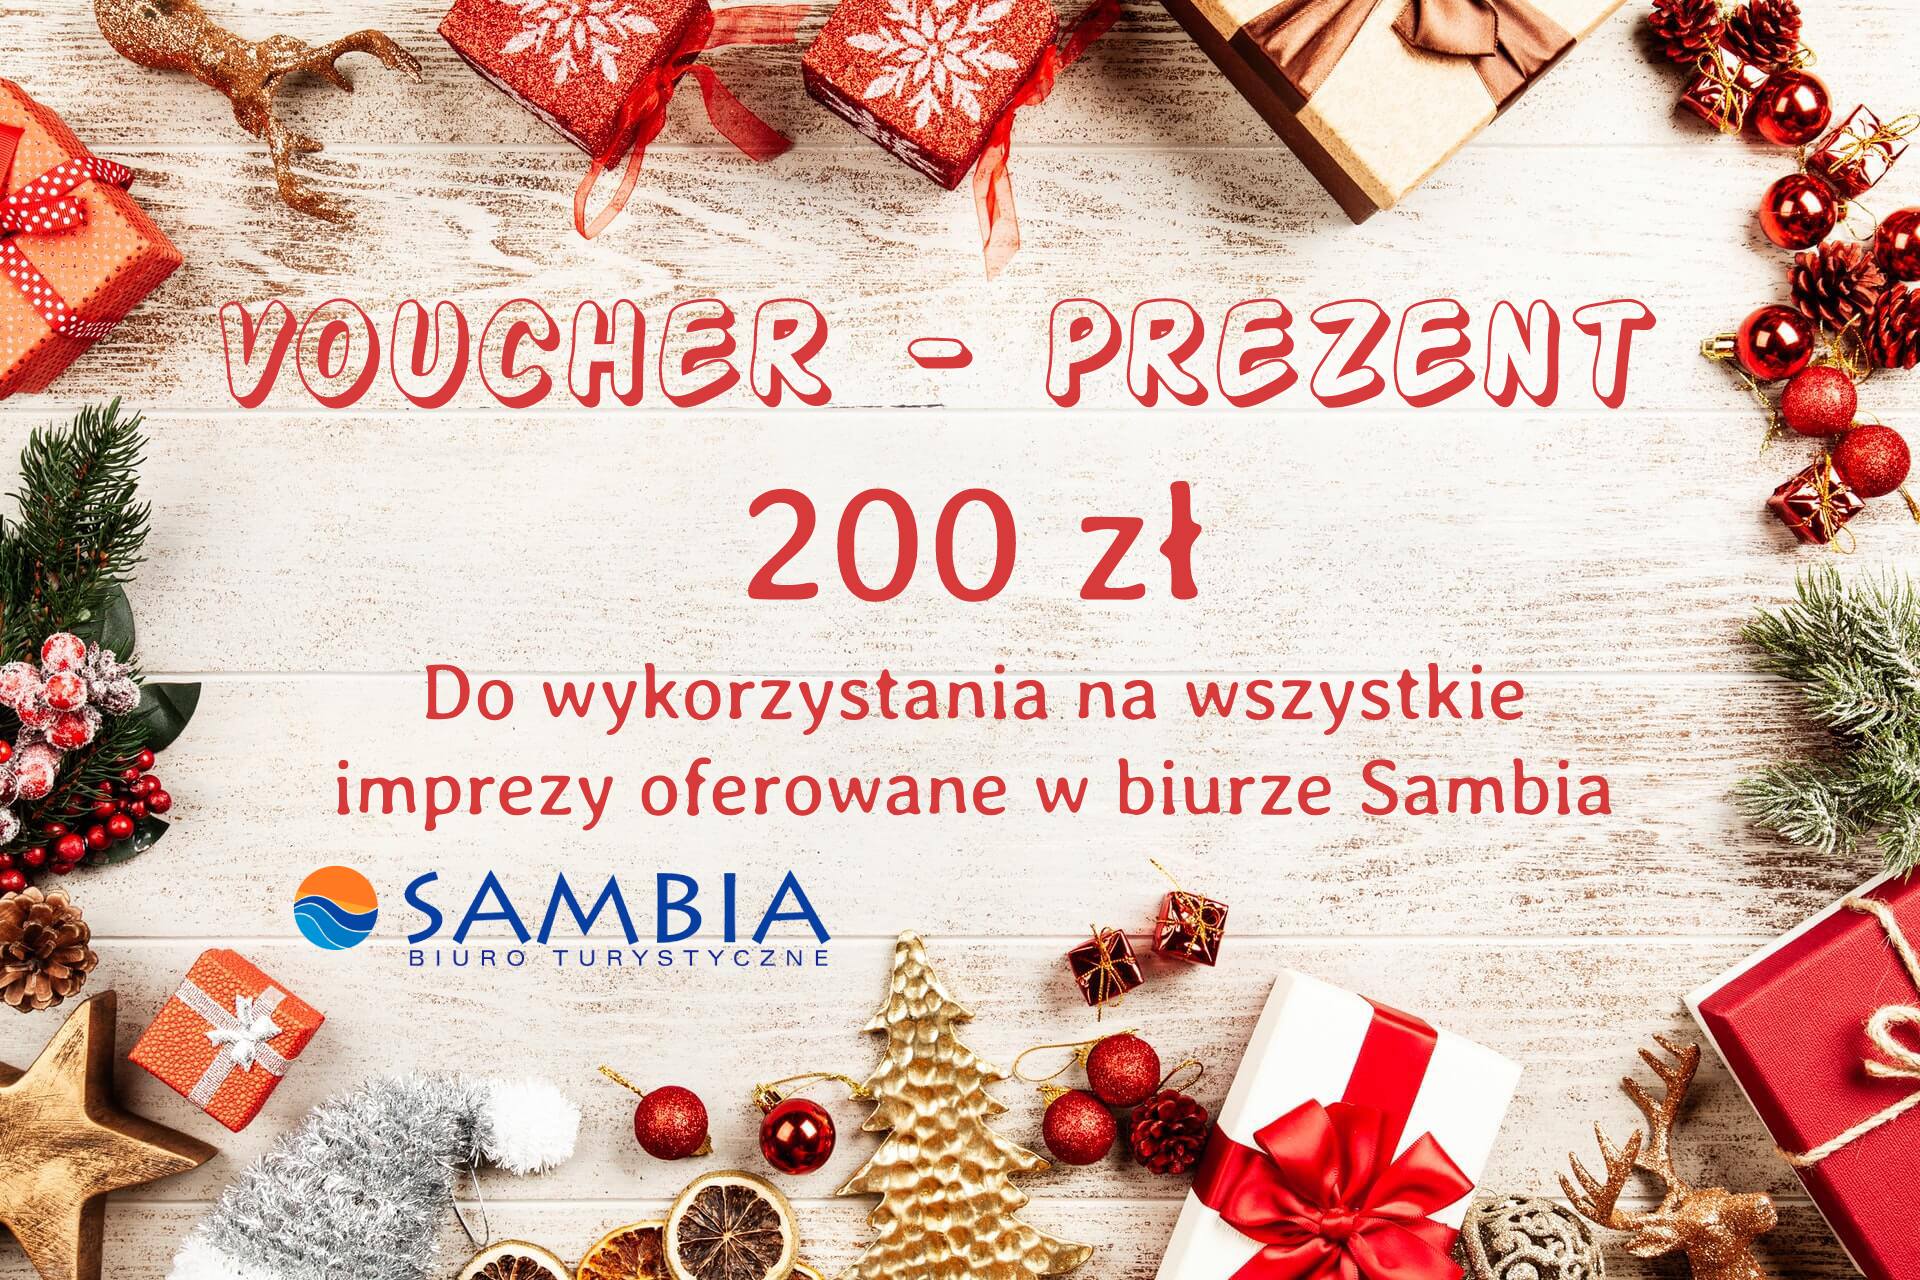 VOUCHER - PREZENT
200 zł
Do wykorzystania na wszystkie
imprezy oferowane w biurze Sambia
SAMBIA
BIURO TURYSTYCZNE